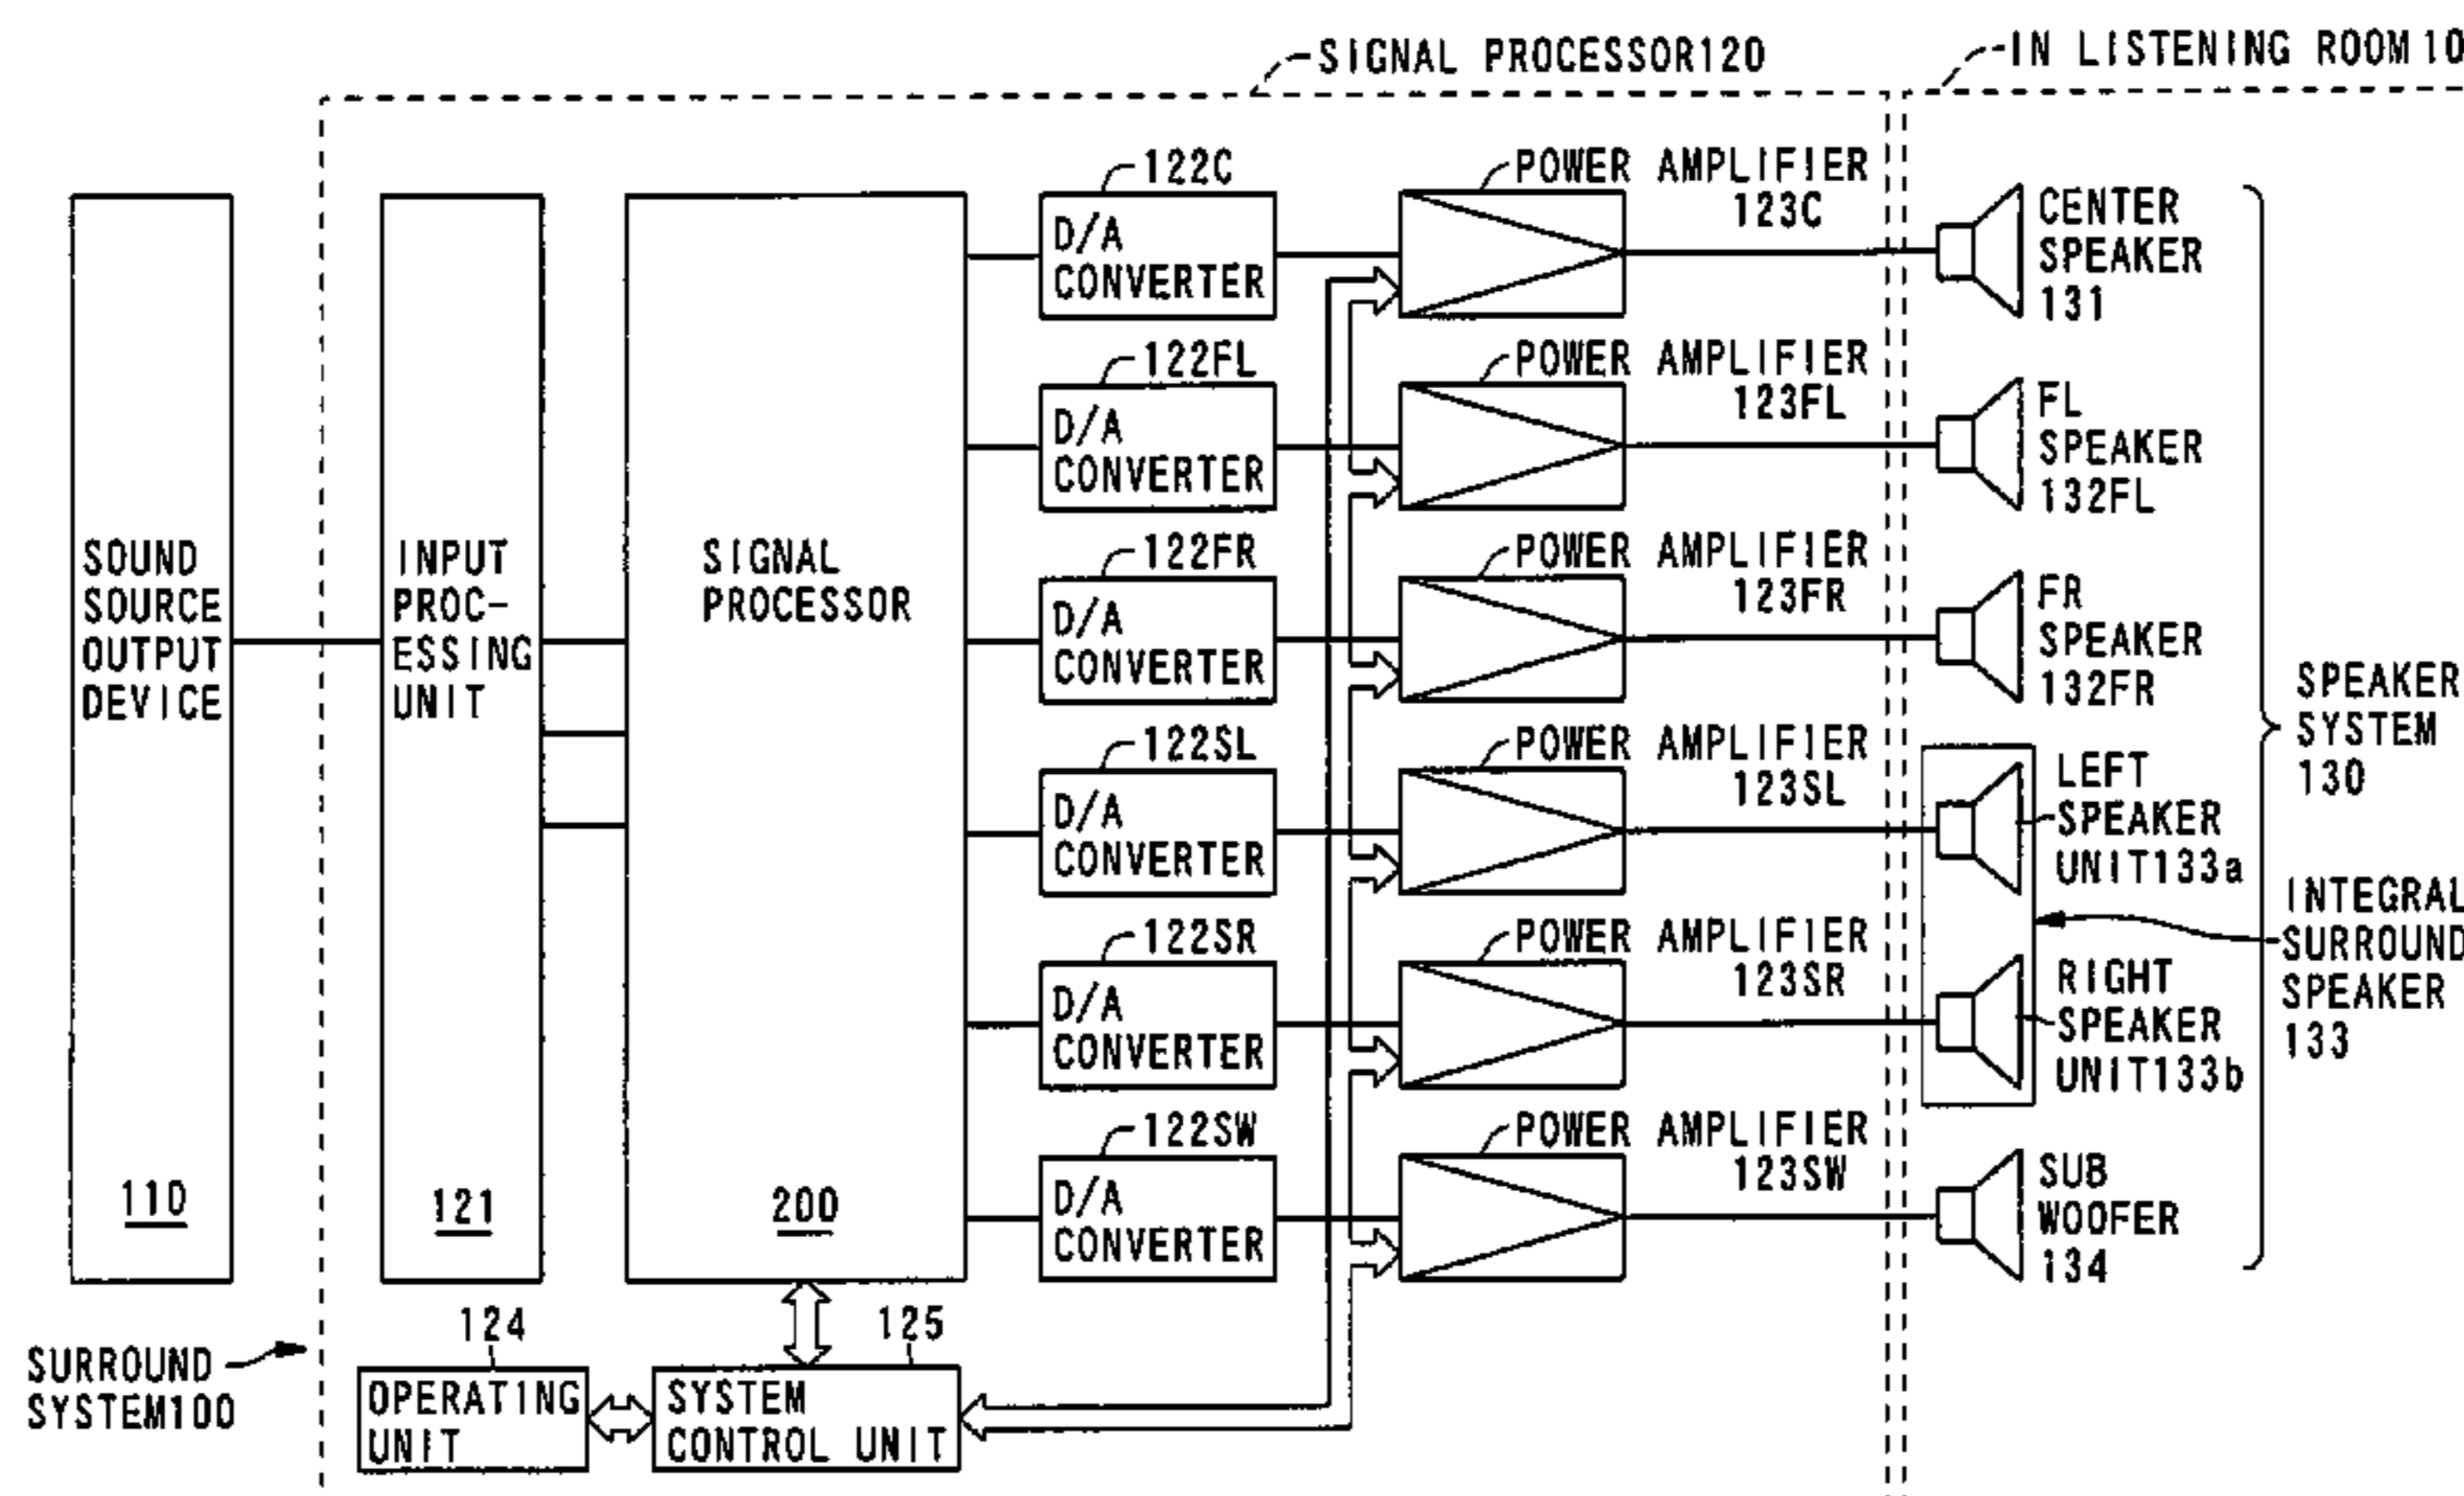 SIGNAL PROCESSOR120
IN LISTENING ROOM10
122C
D/A
CONVERTER
POWER AMPLIFIER
123C
CENTER
SPEAKER
131
122FL
D/A
CONVERTER
POWER AMPLIFIER
123FL
FL
SPEAKER
132FL
122FR
D/A
CONVERTER
POWER AMPLIFIER
123FR
FR
SPEAKER
132FR
SOUND
SOURCE
OUTPUT
DEVICE
110
INPUT
PROC-
ESSING
UNIT
121
SIGNAL
PROCESSOR
200
122SL
D/A
CONVERTER
POWER AMPLIFIER
123SL
LEFT
SPEAKER
UNIT133a
SPEAKER
SYSTEM
130
122SR
D/A
CONVERTER
POWER AMPLIFIER
123SR
RIGHT
SPEAKER
UNIT133b
INTEGRAL
SURROUND
SPEAKER
133
122SW
D/A
CONVERTER
POWER AMPLIFIER
123SW
SUB
WOOFER
134
SURROUND
SYSTEM100
124
OPERATING
UNIT
125
SYSTEM
CONTROL UNIT